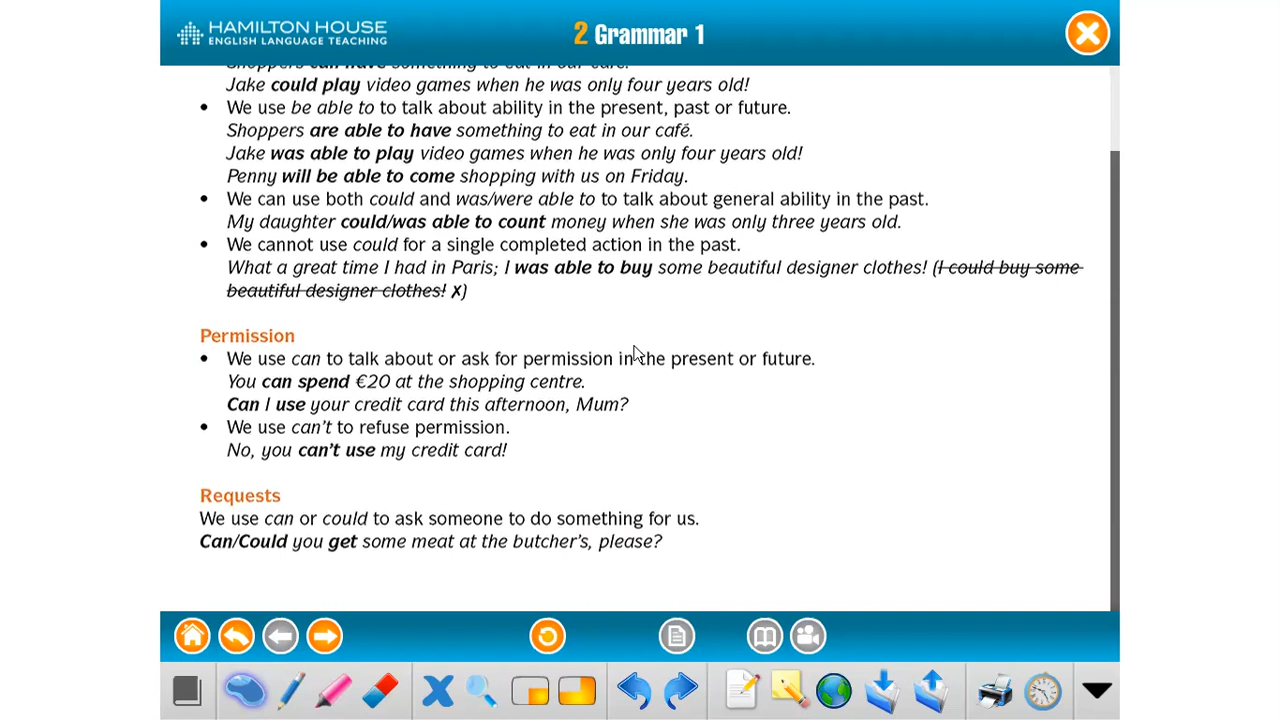 HAMILTON HOUSE
ENGLISH LANGUAGE TEACHING
2 Grammar 1
Shoppers can have something to eat in our café.
Jake could play video games when he was only four years old!
• We use be able to to talk about ability in the present, past or future.
Shoppers are able to have something to eat in our café.
Jake was able to play video games when he was only four years old!
Penny will be able to come shopping with us on Friday.
• We can use both could and was/were able to to talk about general ability in the past.
My daughter could/was able to count money when she was only three years old.
• We cannot use could for a single completed action in the past.
What a great time I had in Paris; I was able to buy some beautiful designer clothes! (I could buy some
beautiful designer clothes! ✗)
Permission
• We use can to talk about or ask for permission in the present or future.
You can spend €20 at the shopping centre.
Can I use your credit card this afternoon, Mum?
• We use can't to refuse permission.
No, you can't use my credit card!
Requests
We use can or could to ask someone to do something for us.
Can/Could you get some meat at the butcher's, please?